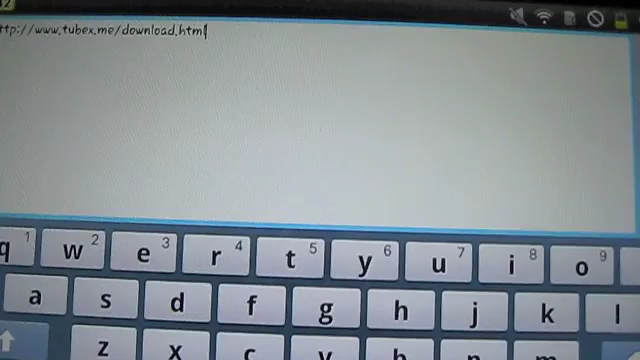 ttp://www.tubex.me/download.html
q 1 w 2 e 3 r 4 t 5 y 6 u 7 i 8 o 9
a s d f g h j k l
z x c v b n m